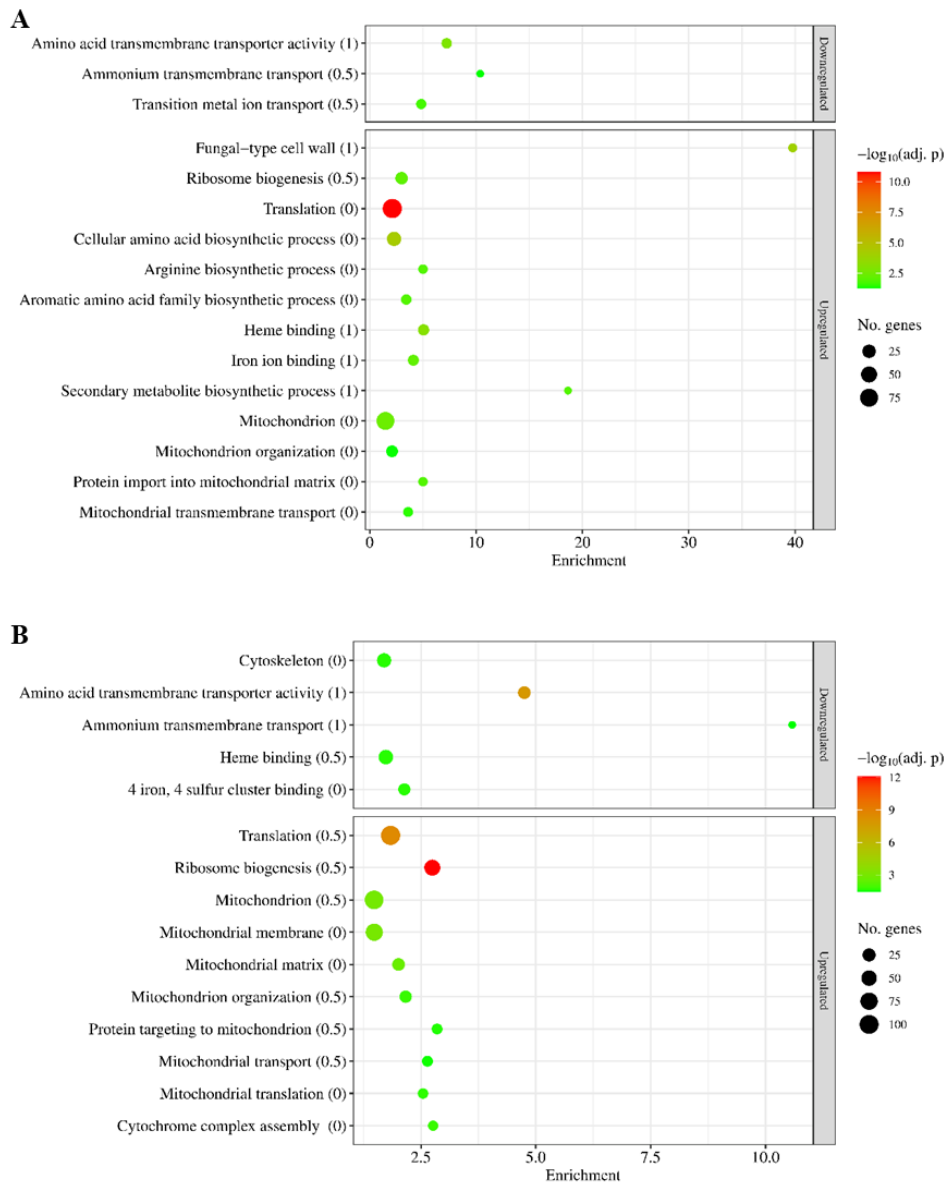 A
Amino acid transmembrane transporter activity (1)
Ammonium transmembrane transport (0.5)
Transition metal ion transport (0.5)
Downregulated
Fungal−type cell wall (1)
Ribosome biogenesis (0.5)
Translation (0)
Cellular amino acid biosynthetic process (0)
Arginine biosynthetic process (0)
Aromatic amino acid family biosynthetic process (0)
Heme binding (1)
Iron ion binding (1)
Secondary metabolite biosynthetic process (1)
Mitochondrion (0)
Mitochondrion organization (0)
Protein import into mitochondrial matrix (0)
Mitochondrial transmembrane transport (0)
Upregulated
0 10 20 30 40
Enrichment
−log10(adj. p)
10.0
7.5
5.0
2.5
No. genes
25
50
75
B
Cytoskeleton (0)
Amino acid transmembrane transporter activity (1)
Ammonium transmembrane transport (1)
Heme binding (0.5)
4 iron, 4 sulfur cluster binding (0)
Downregulated
Translation (0.5)
Ribosome biogenesis (0.5)
Mitochondrion (0.5)
Mitochondrial membrane (0)
Mitochondrial matrix (0)
Mitochondrion organization (0.5)
Protein targeting to mitochondrion (0.5)
Mitochondrial transport (0.5)
Mitochondrial translation (0)
Cytochrome complex assembly (0)
Upregulated
2.5 5.0 7.5 10.0
Enrichment
−log10(adj. p)
12
9
6
3
No. genes
25
50
75
100